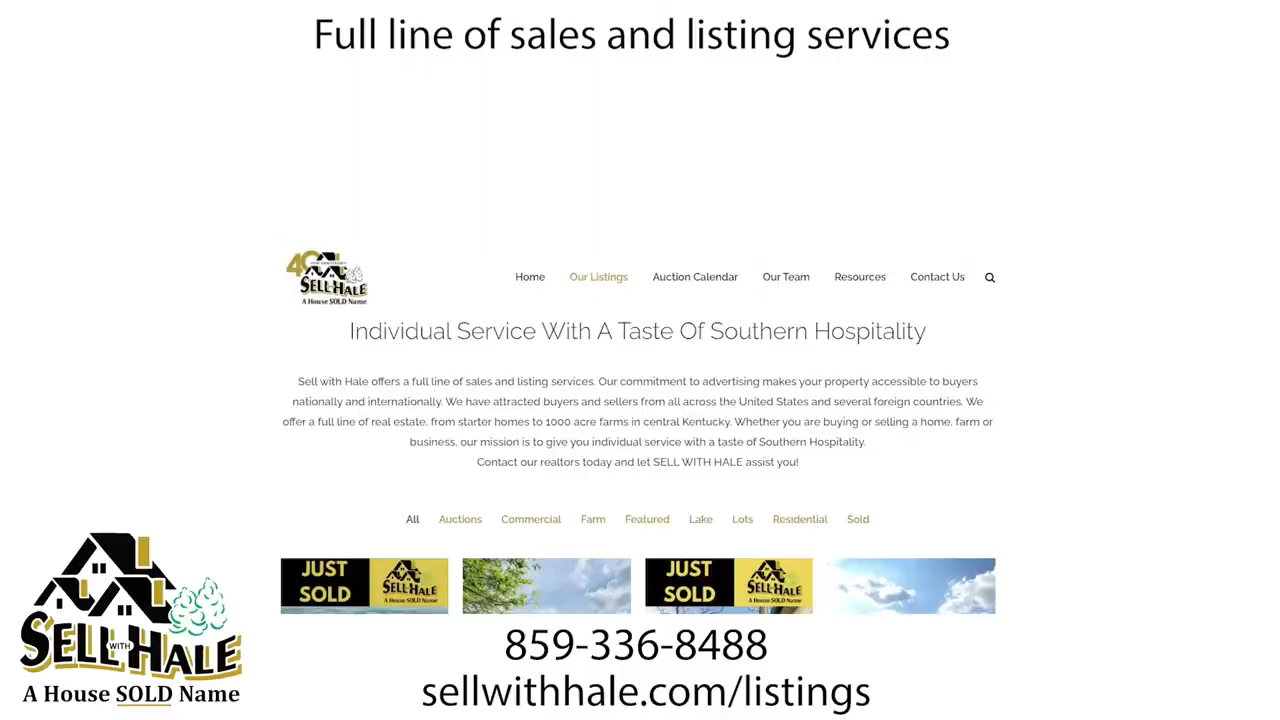 Full line of sales and listing services
40
SELL HALE
A House SOLD Name
Home Our Listings Auction Calendar Our Team Resources Contact Us
Individual Service With A Taste Of Southern Hospitality
Sell with Hale offers a full line of sales and listing services. Our commitment to advertising makes your property accessible to buyers
nationally and internationally. We have attracted buyers and sellers from all across the United States and several foreign countries. We
offer a full line of real estate, from starter homes to 1000 acre farms in central Kentucky. Whether you are buying or selling a home, farm or
business, our mission is to give you individual service with a taste of Southern Hospitality.
Contact our realtors today and let SELL WITH HALE assist you!
All Auctions Commercial Farm Featured Lake Lots Residential Sold
JUST
SOLD
SELL HALE
A House SOLD Name
JUST
SOLD
SELL HALE
A House SOLD Name
SELL WITH HALE
A House SOLD Name
859-336-8488
sellwithhale.com/listings